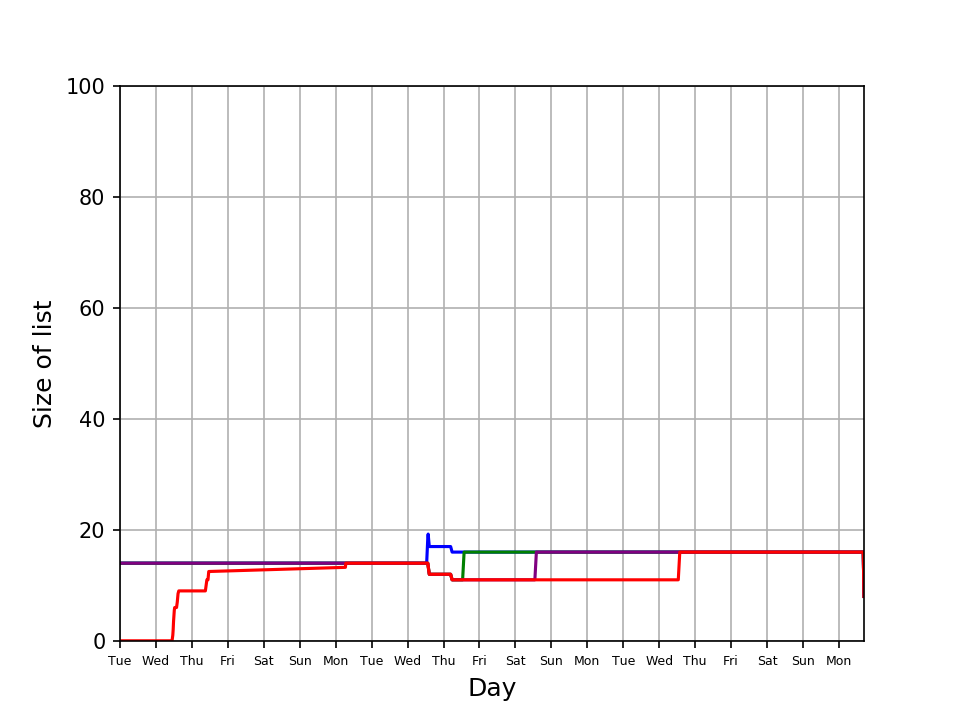 100
80
60
40
20
0
Size of list
Tue Wed Thu Fri Sat Sun Mon Tue Wed Thu Fri Sat Sun Mon Tue Wed Thu Fri Sat Sun Mon
Day